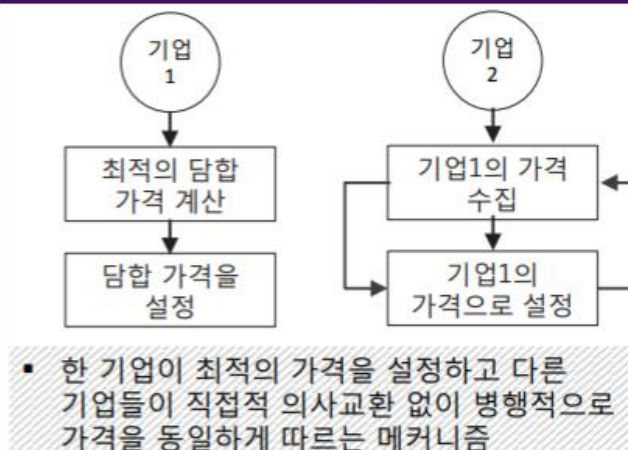 기업
1
최적의 담합
가격 계산
담합 가격을
설정
기업
2
기업1의 가격
수집
기업1의
가격으로 설정
▪ 한 기업이 최적의 가격을 설정하고 다른
기업들이 직접적 의사교환 없이 병행적으로
가격을 동일하게 따르는 메커니즘